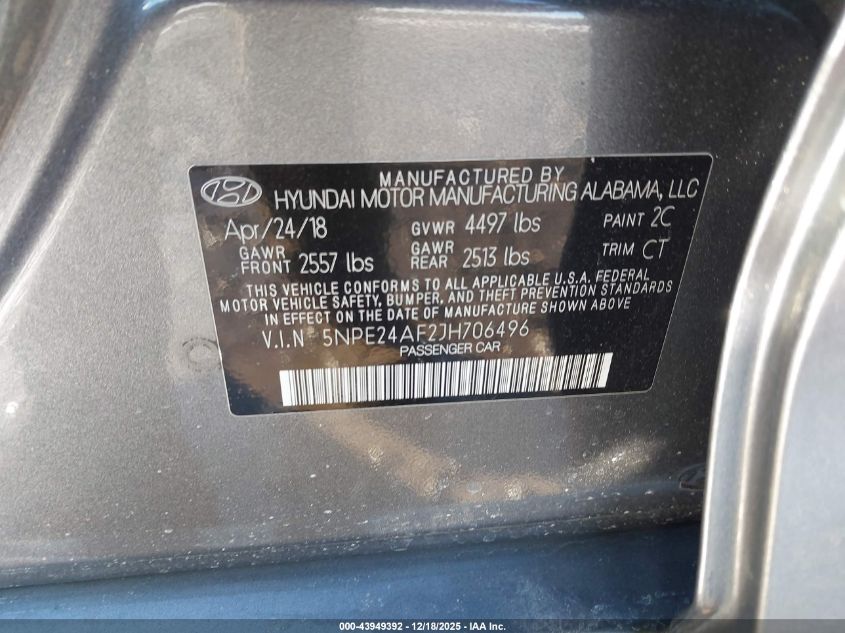 MANUFACTURED BY
HYUNDAI MOTOR MANUFACTURING ALABAMA, LLC
Apr/24/18 GVWR 4497 lbs PAINT 2C
GAWR FRONT 2557 lbs GAWR REAR 2513 lbs TRIM CT
THIS VEHICLE CONFORMS TO ALL APPLICABLE U.S.A. FEDERAL
MOTOR VEHICLE SAFETY, BUMPER, AND THEFT PREVENTION STANDARDS
IN EFFECT ON THE DATE OF MANUFACTURE SHOWN ABOVE.
V.I.N 5NPE24AF2JH706496
PASSENGER CAR
000-43949392 - 12/18/2025 - IAA Inc.